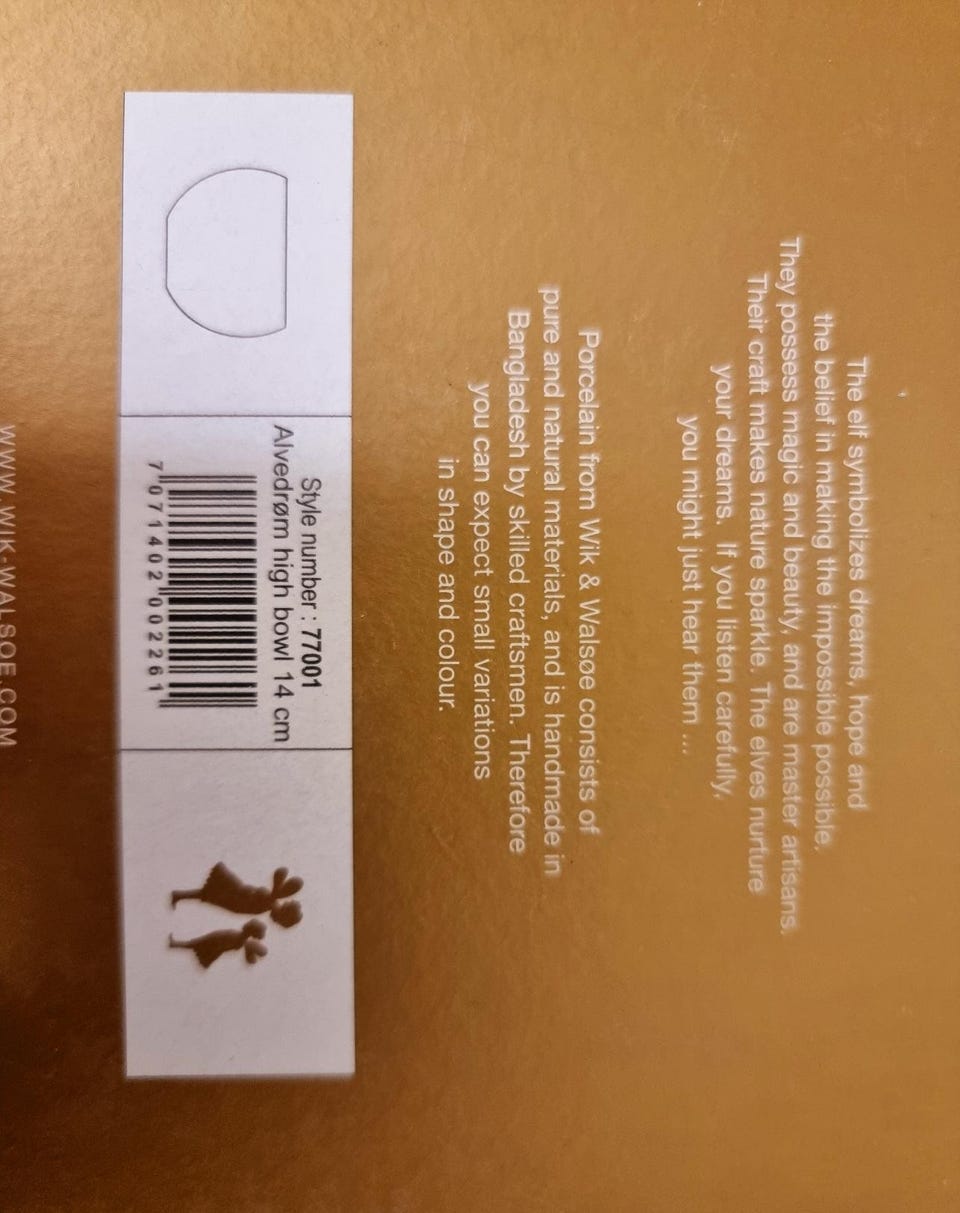 The elf symbolizes dreams, hope and
the belief in making the impossible possible.
They possess magic and beauty, and are master artisans.
Their craft makes nature sparkle. The elves nurture
your dreams. If you listen carefully,
you might just hear them ...
Porcelain from Wik & Walsøe consists of
pure and natural materials, and is handmade in
Bangladesh by skilled craftsmen. Therefore
you can expect small variations
in shape and colour.
Style number : 77001
Alvedrøm high bowl 14 cm
7 071402 002261
WWW.WIK-WALSOE.COM